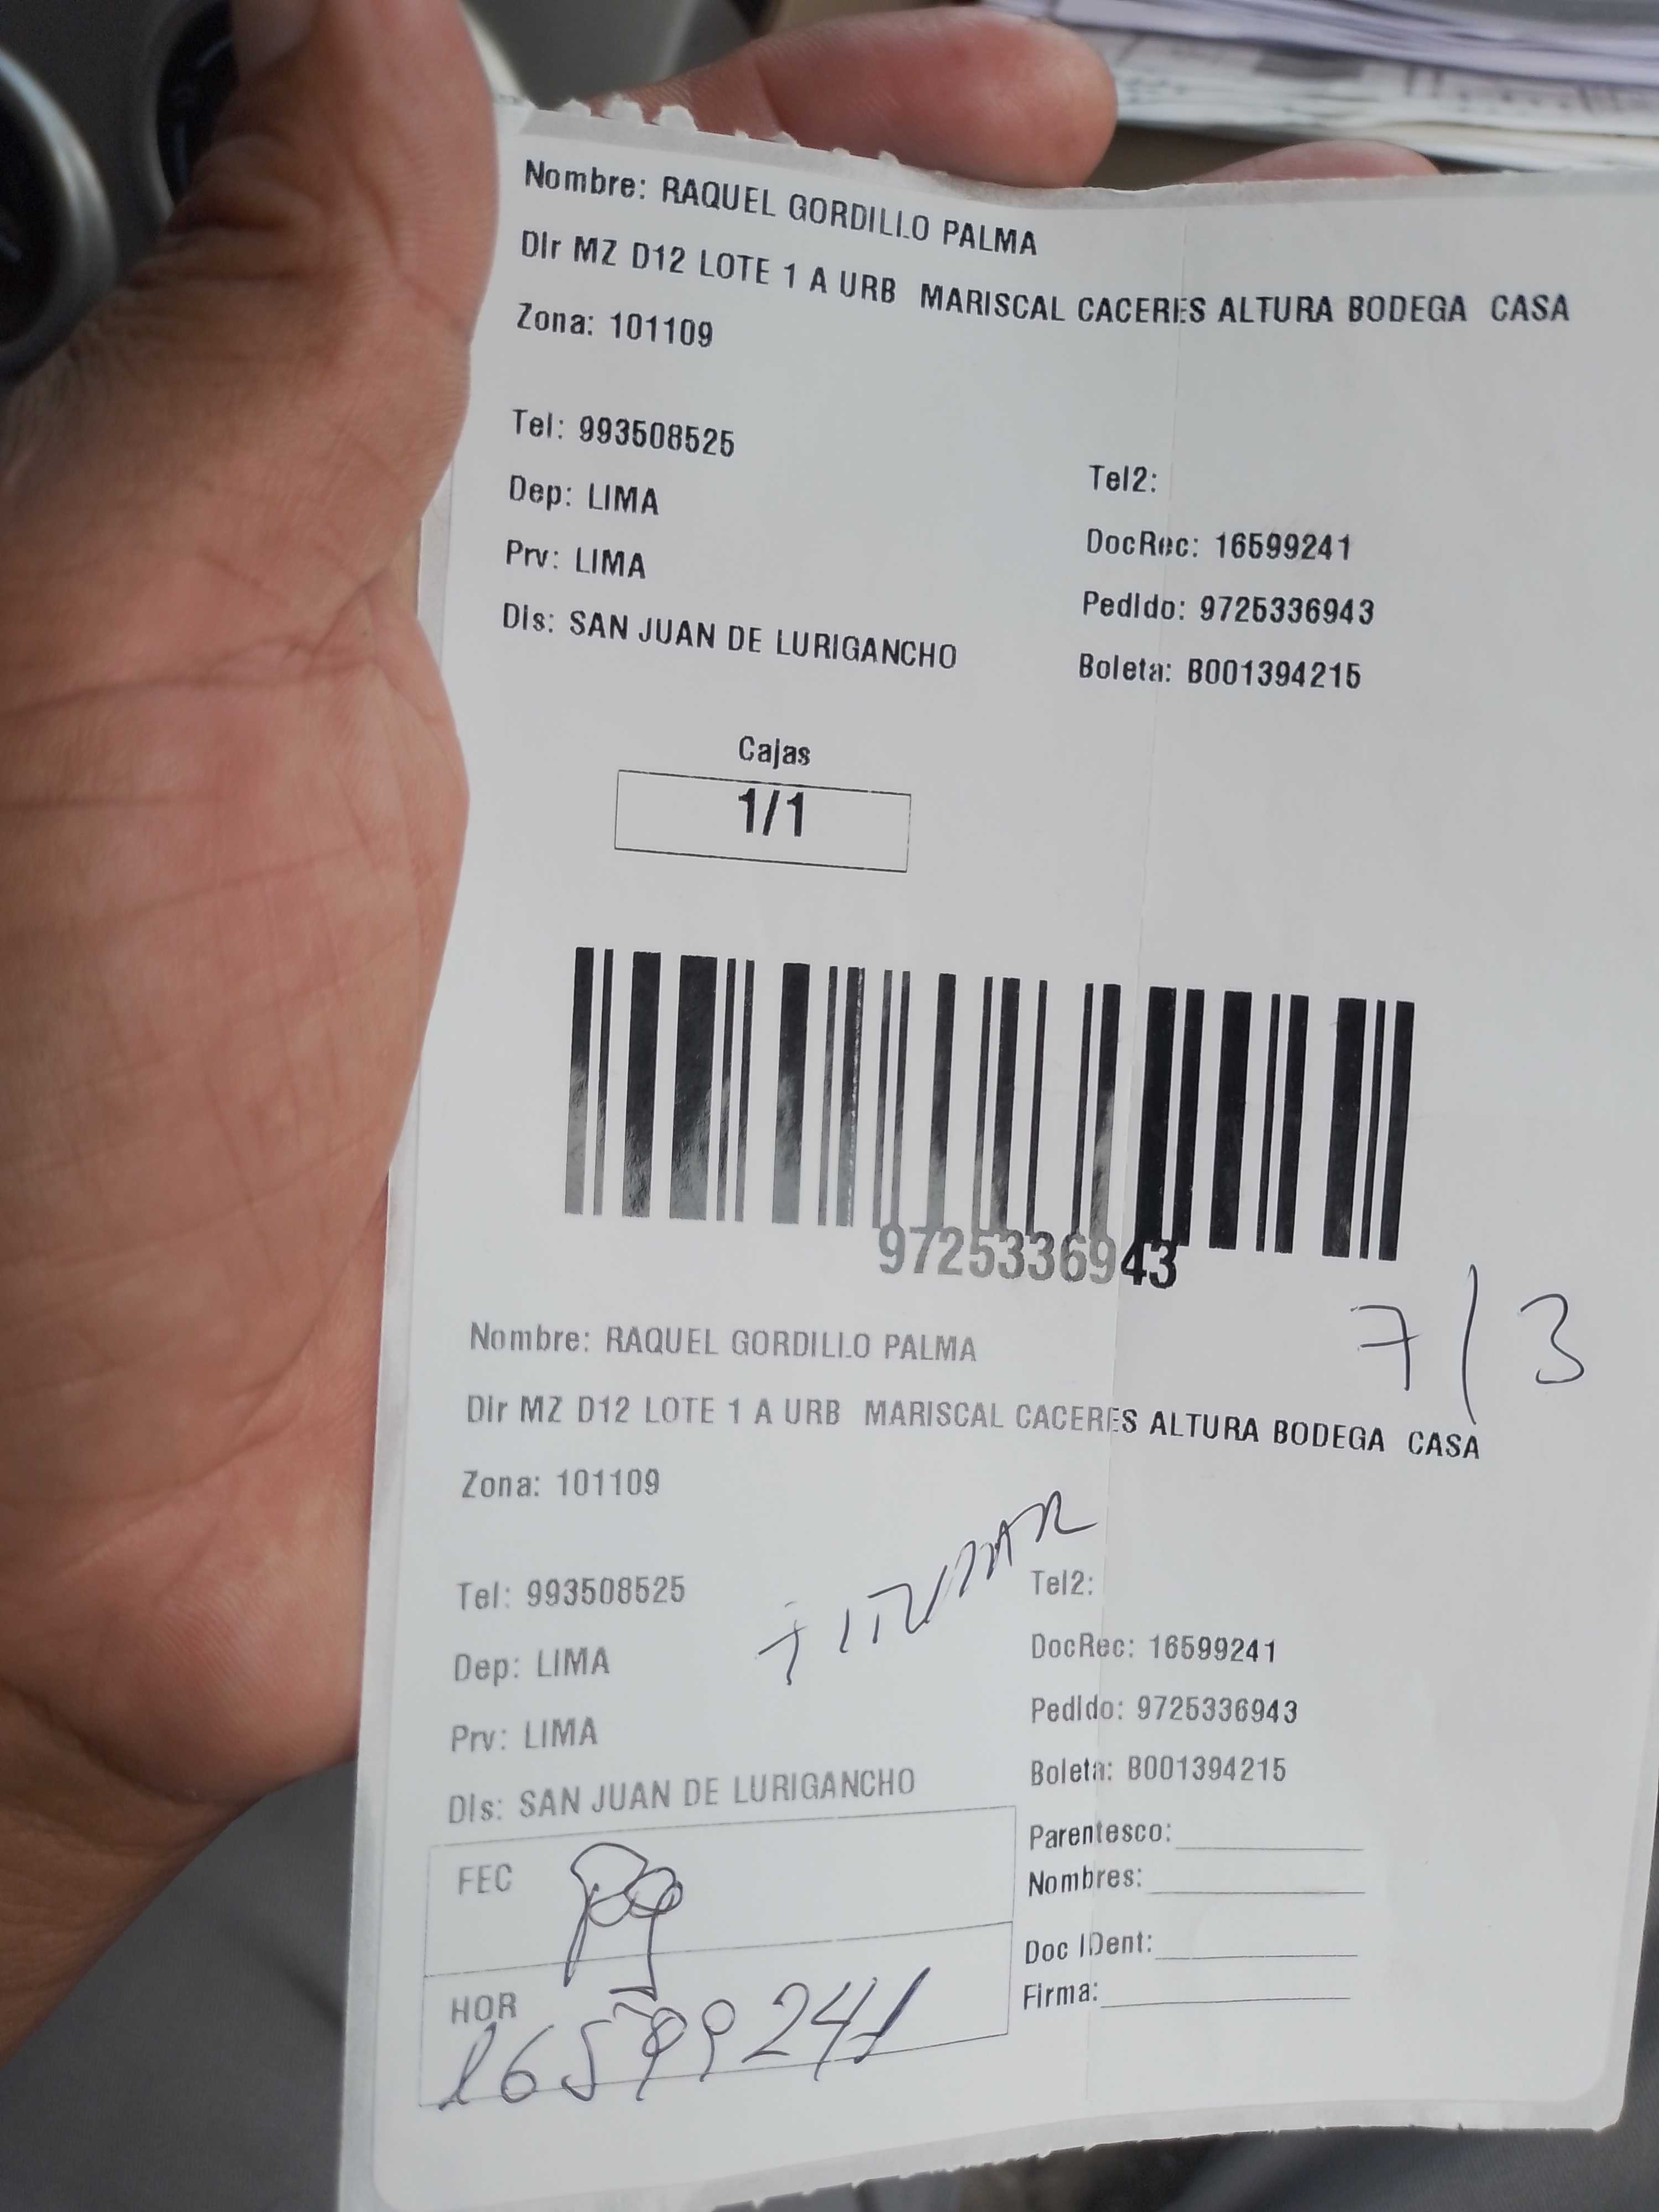 Nombre: RAQUEL GORDILLO PALMA
Dir MZ D12 LOTE 1 A URB MARISCAL CACERES ALTURA BODEGA CASA
Zona: 101109
Tel: 993508525
Tel2:
Dep: LIMA
DocRec: 16599241
Prv: LIMA
Pedido: 9725336943
Dis: SAN JUAN DE LURIGANCHO
Boleta: B001394215
Cajas
1/1
9725336943
7/3
Nombre: RAQUEL GORDILLO PALMA
Dir MZ D12 LOTE 1 A URB MARISCAL CACERES ALTURA BODEGA CASA
Zona: 101109
TITULAR
Tel: 993508525
Tel2:
Dep: LIMA
DocRec: 16599241
Prv: LIMA
Pedido: 9725336943
Dis: SAN JUAN DE LURIGANCHO
Boleta: B001394215
Parentesco:
FEC
Nombres:
Doc IDent:
HOR
Firma:
16599241